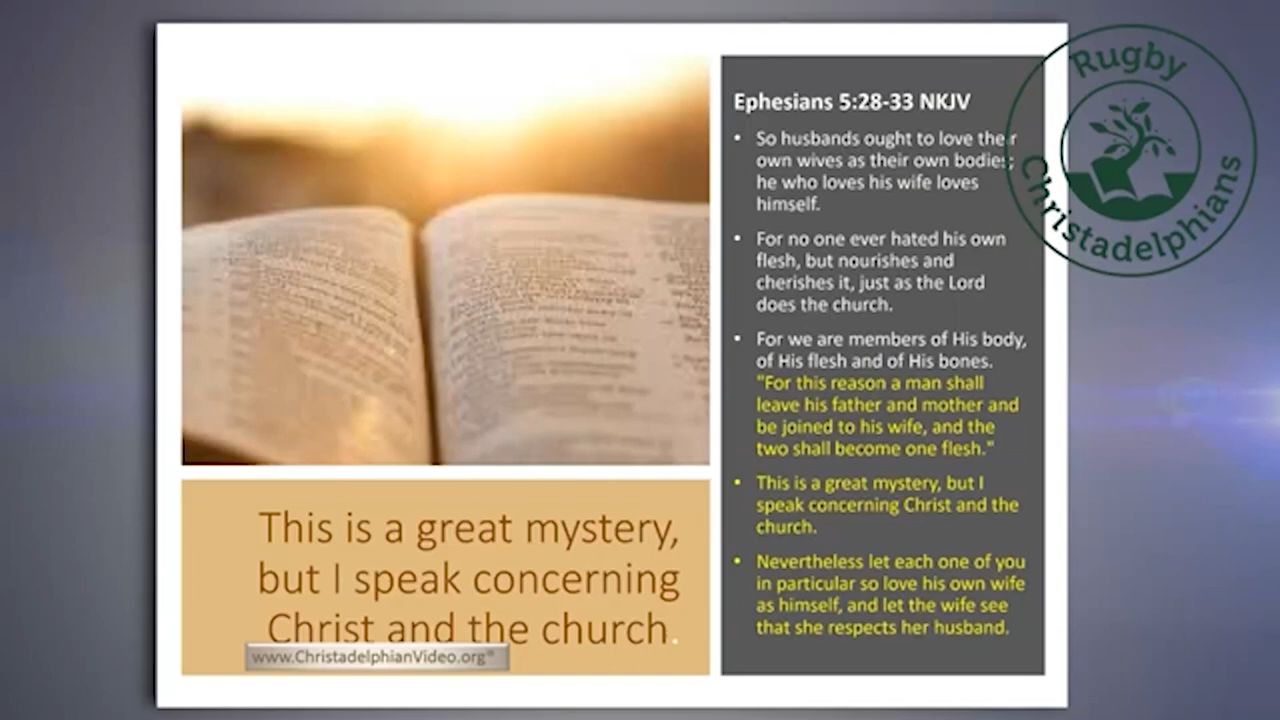 This is a great mystery,
but I speak concerning
Christ and the church.
www.ChristadelphianVideo.org®
Ephesians 5:28-33 NKJV
• So husbands ought to love their
own wives as their own bodies;
he who loves his wife loves
himself.
• For no one ever hated his own
flesh, but nourishes and
cherishes it, just as the Lord
does the church.
• For we are members of His body,
of His flesh and of His bones.
"For this reason a man shall
leave his father and mother and
be joined to his wife, and the
two shall become one flesh."
• This is a great mystery, but I
speak concerning Christ and the
church.
• Nevertheless let each one of you
in particular so love his own wife
as himself, and let the wife see
that she respects her husband.
Rugby
Christadelphians